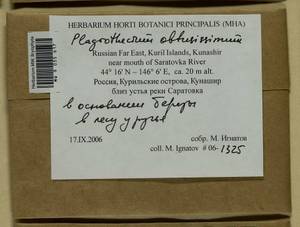 HERBARIUM HORTI BOTANICI PRINCIPALIS (MHA)
Plagiothecium obtusissimum
Russian Far East, Kuril Islands, Kunashir
near mouth of Saratovka River
44° 16' N – 146° 6' E, ca. 20 m alt.
Россия, Курильские острова, Кунашир
близ устья реки Саратовка
в основании березы
в лесу у ручья
17.IX.2006
собр. М. Игнатов
coll. M. Ignatov # 06-1325